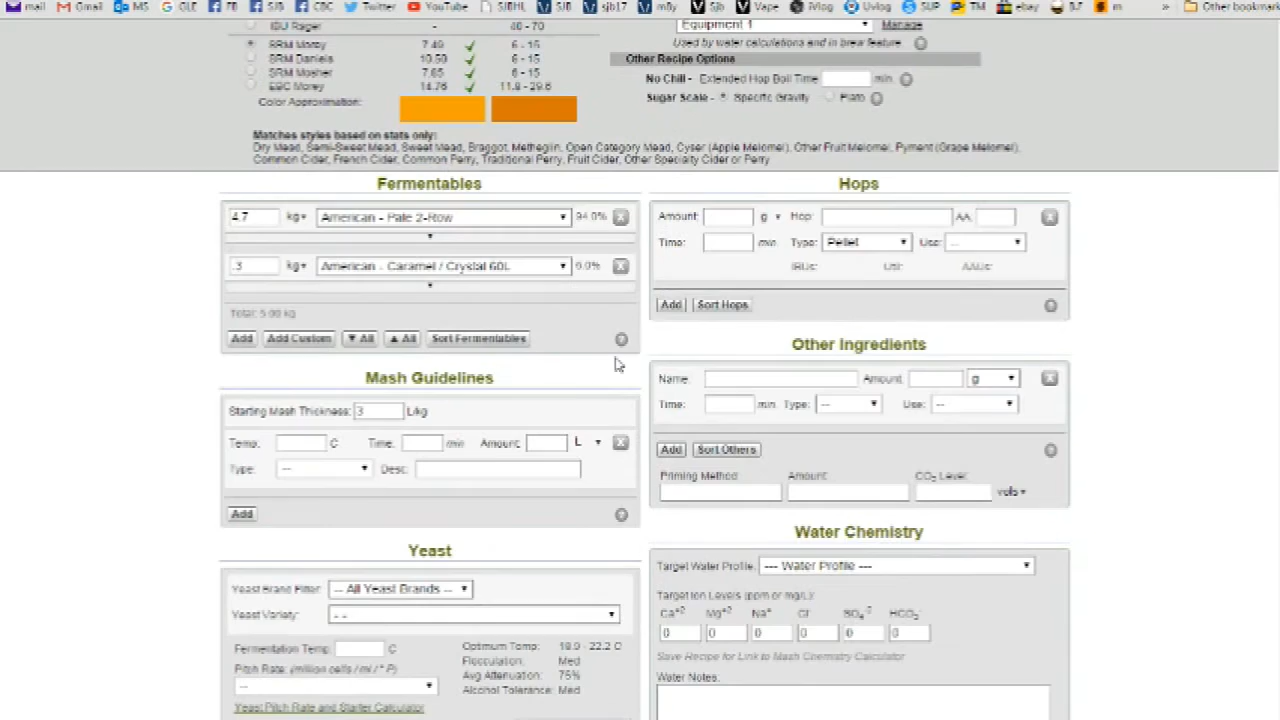 mail Gmail MS GLE FB SJB CBC Twitter YouTube SJBHL SJB sjb17 Sjb Vape iVlog Uvlog SUP TM ebay BJ m » Other bookmark
IBU Rager - 40 - 70
Equipment 1 Manage
SRM Morey 7.49 6 - 15
Used by water calculations and in brew feature
SRM Daniels 10.50 6 - 15
Other Recipe Options
SRM Mosher 7.85 6 - 15
No Chill - Extended Hop Boil Time min
EBC Morey 14.76 11.8 - 29.6
Sugar Scale - Specific Gravity Plato
Color Approximation:
Matches styles based on stats only:
Dry Mead, Semi-Sweet Mead, Sweet Mead, Braggot, Metheglin, Open Category Mead, Cyser (Apple Melomel), Other Fruit Melomel, Pyment (Grape Melomel),
Common Cider, French Cider, Common Perry, Traditional Perry, Fruit Cider, Other Specialty Cider or Perry
Fermentables
4.7 kg American - Pale 2-Row 94.0% X
.3 kg American - Caramel / Crystal 60L 6.0% X
Total: 5.00 kg
Add Add Custom ▼ All ▲ All Sort Fermentables ?
Mash Guidelines
Starting Mash Thickness: 3 L/kg
Temp: C Time: min Amount: L X
Type: -- Desc:
Add ?
Yeast
Yeast Brand Filter: -- All Yeast Brands --
Yeast Variety: - -
Fermentation Temp: C
Optimum Temp: 18.9 - 22.2 C
Flocculation: Med
Pitch Rate: (million cells / ml / ° P)
Avg Attenuation: 75%
--
Alcohol Tolerance: Med
Yeast Pitch Rate and Starter Calculator
Hops
Amount: g Hop: AA: X
Time: min Type: Pellet Use: --
IBUs: Util: AAUs:
Add Sort Hops ?
Other Ingredients
Name: Amount: g X
Time: min Type: -- Use: --
Add Sort Others ?
Priming Method: Amount: CO2 Level:
vols
Water Chemistry
Target Water Profile: --- Water Profile ---
Target Ion Levels (ppm or mg/L):
Ca+2 Mg+2 Na+ Cl- SO4-2 HCO3-
0 0 0 0 0 0
Save Recipe for Link to Mash Chemistry Calculator
Water Notes: